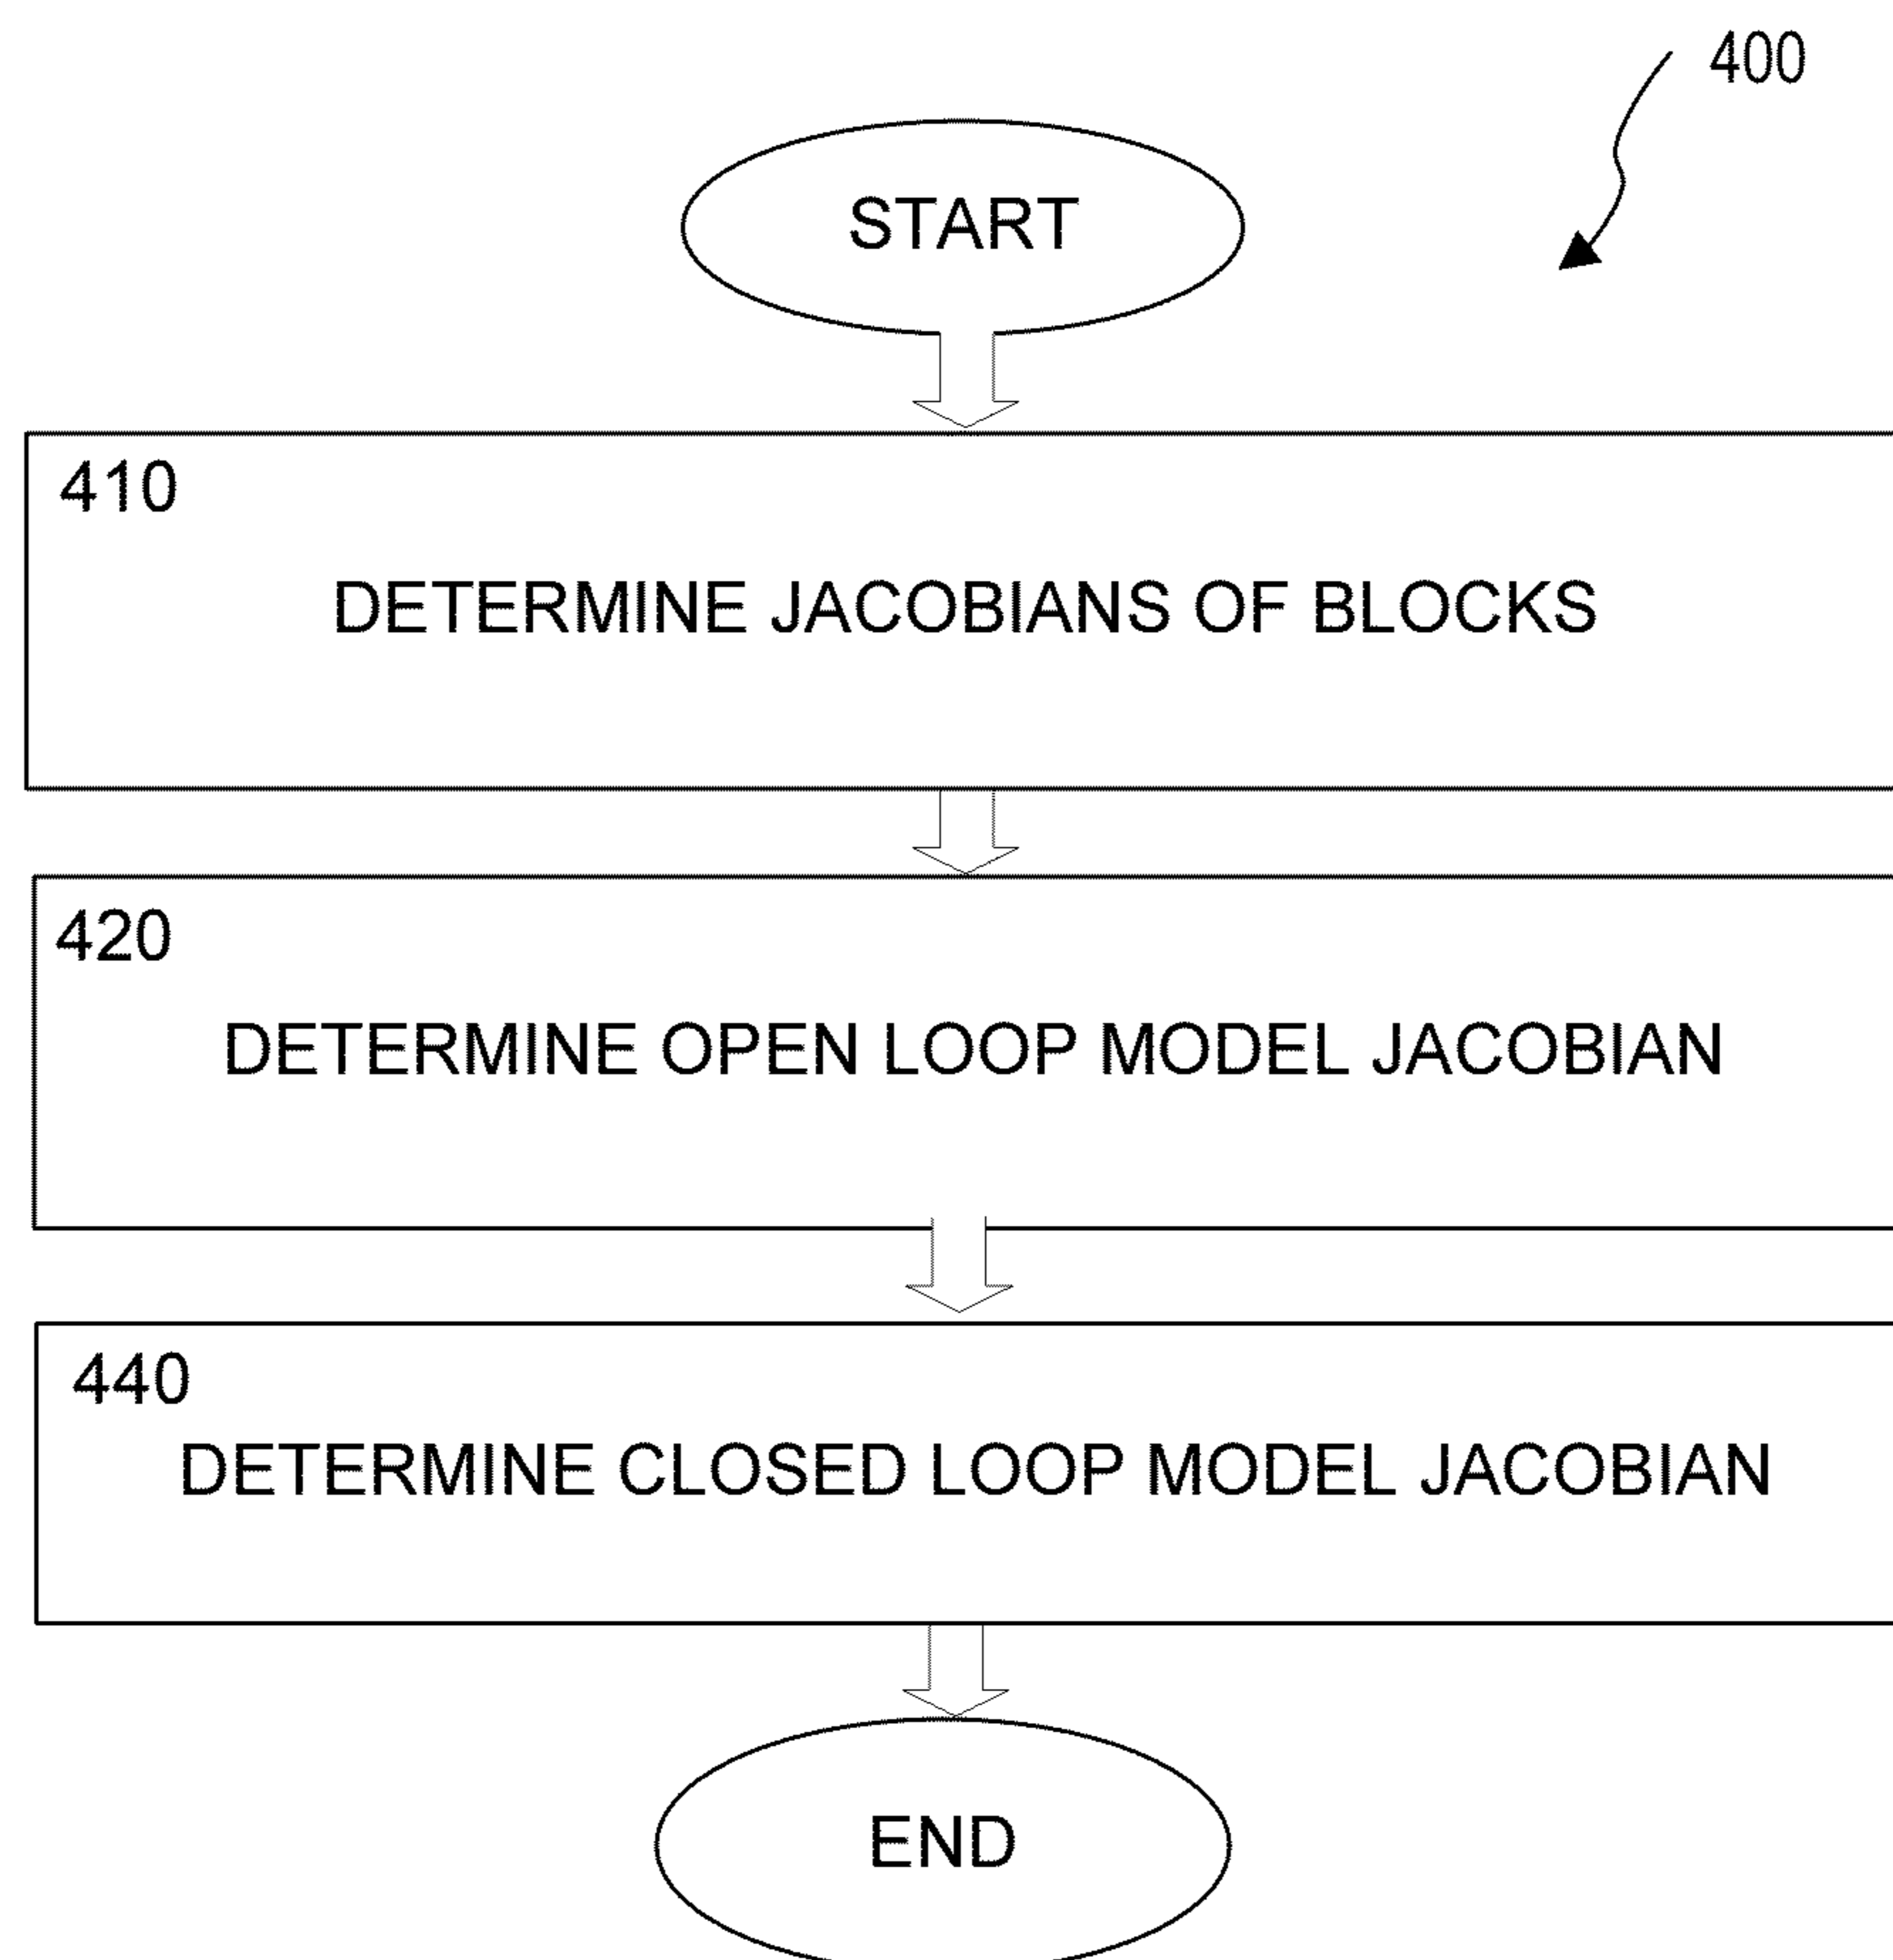 400
START
410
DETERMINE JACOBIANS OF BLOCKS
420
DETERMINE OPEN LOOP MODEL JACOBIAN
440
DETERMINE CLOSED LOOP MODEL JACOBIAN
END